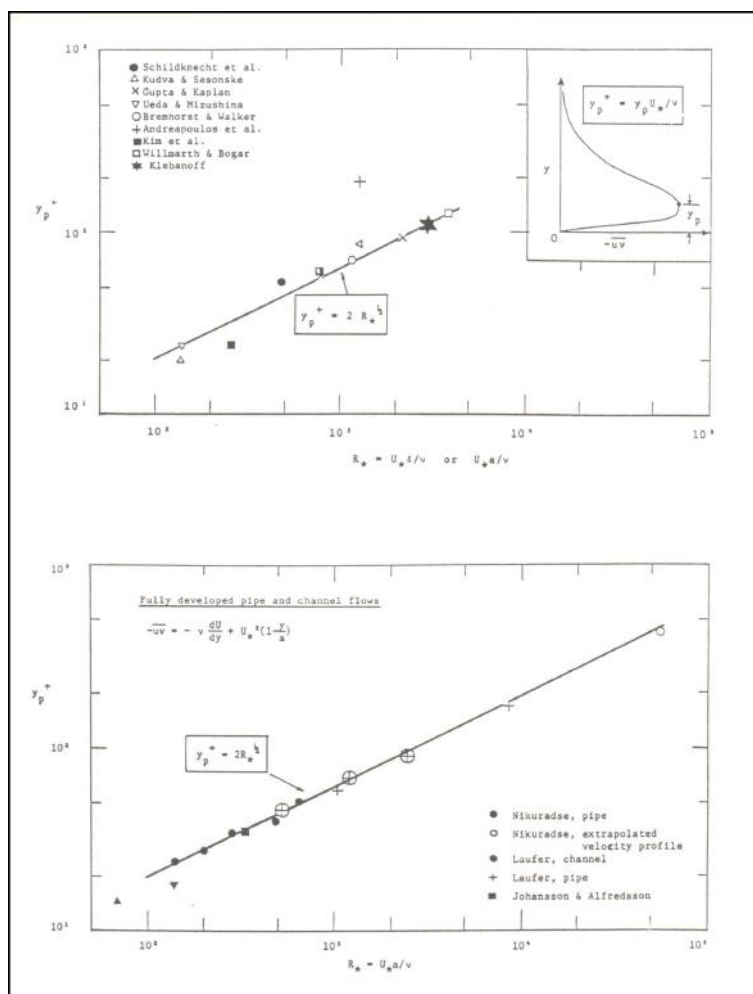 10³
● Schildknecht et al.
△ Kudva & Sesonske
× Gupta & Kaplan
▽ Ueda & Mizushina
○ Bremhorst & Walker
+ Andreapoulos et al.
■ Kim et al.
□ Willmarth & Bogar
★ Klebanoff
y_p⁺ = y_p U_*/ν
y
y_p
0
-uv
y_p⁺
10²
y_p⁺ = 2 R_*^½
10¹
10² 10³ 10⁴ 10⁵
R_* = U_*δ/ν or U_*a/ν
10³
Fully developed pipe and channel flows
-uv = - ν dU/dy + U_*²(1-y/a)
y_p⁺
10²
y_p⁺ = 2R_*^½
● Nikuradse, pipe
○ Nikuradse, extrapolated
velocity profile
● Laufer, channel
+ Laufer, pipe
■ Johansson & Alfredsson
10¹
10² 10³ 10⁴ 10⁵
R_* = U_*a/ν